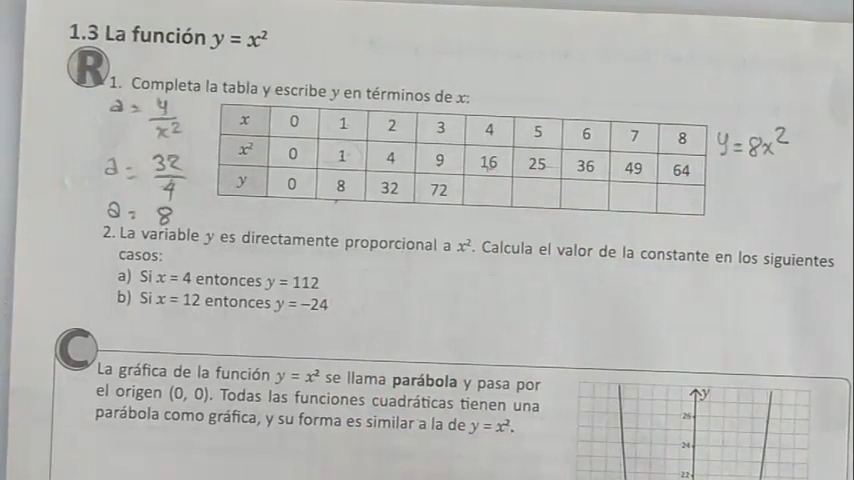 1.3 La función y = x²
R
1. Completa la tabla y escribe y en términos de x:
a = y/x²
x 0 1 2 3 4 5 6 7 8
x² 0 1 4 9 16 25 36 49 64
y 0 8 32 72
y = 8x²
a = 32/4
a = 8
2. La variable y es directamente proporcional a x². Calcula el valor de la constante en los siguientes
casos:
a) Si x = 4 entonces y = 112
b) Si x = 12 entonces y = −24
C
La gráfica de la función y = x² se llama parábola y pasa por
el origen (0, 0). Todas las funciones cuadráticas tienen una
parábola como gráfica, y su forma es similar a la de y = x².
y
26
24
22